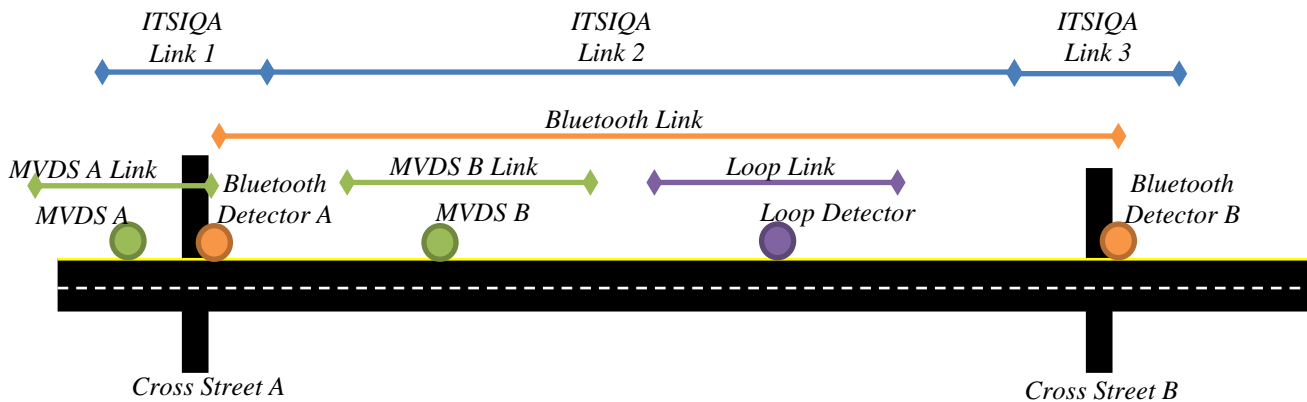 ITSIQA
Link 1
ITSIQA
Link 2
ITSIQA
Link 3
Bluetooth Link
MVDS A Link
MVDS B Link
Loop Link
Bluetooth
Detector A
Bluetooth
Detector B
MVDS A
MVDS B
Loop Detector
Cross Street A
Cross Street B